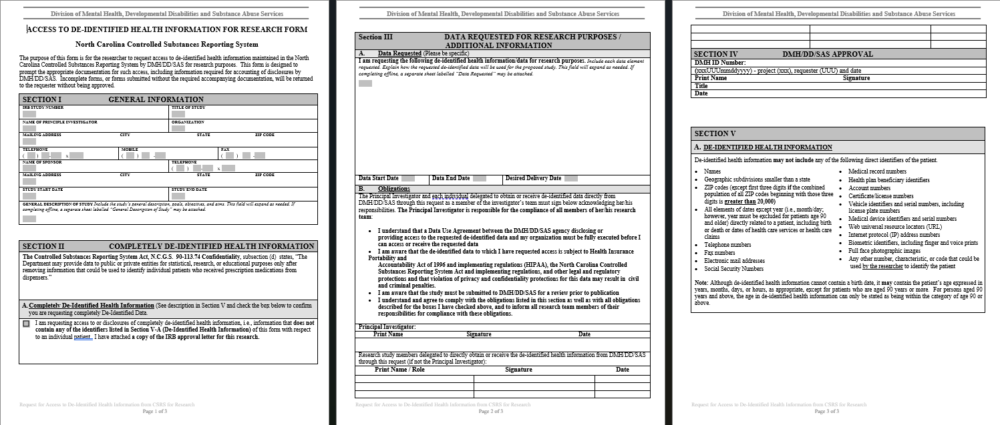 Division of Mental Health, Developmental Disabilities and Substance Abuse Services
ACCESS TO DE-IDENTIFIED HEALTH INFORMATION FOR RESEARCH FORM
North Carolina Controlled Substances Reporting System
The purpose of this form is for the researcher to request access to de-identified health information maintained in the North
Carolina Controlled Substances Reporting System by DMH/DD/SAS for research purposes. This form is designed to
prompt the appropriate documentation for such access, including information required for accounting of disclosures by
DMH/DD/SAS. Incomplete forms, or forms submitted without the required accompanying documentation, will be returned
to the requester without being approved.
SECTION I GENERAL INFORMATION
IRB STUDY NUMBER TITLE OF STUDY
NAME OF PRINCIPLE INVESTIGATOR ORGANIZATION
MAILING ADDRESS CITY STATE ZIP CODE
TELEPHONE MOBILE FAX
( ) - x ( ) - ( ) -
NAME OF SPONSOR TELEPHONE
( ) - x
MAILING ADDRESS CITY STATE ZIP CODE
STUDY START DATE STUDY END DATE
GENERAL DESCRIPTION OF STUDY Include the study's general description, goals, objectives, and aims. This field will expand as needed. If
completing offline, a separate sheet labelled "General Description of Study" may be attached.
SECTION II COMPLETELY DE-IDENTIFIED HEALTH INFORMATION
The Controlled Substances Reporting System Act, N.C.G.S. 90-113.74 Confidentiality, subsection (d) states, "The
Department may provide data to public or private entities for statistical, research, or educational purposes only after
removing information that could be used to identify individual patients who received prescription medications from
dispensers."
A. Completely De-Identified Health Information (See description in Section V and check the box below to confirm
you are requesting completely De-Identified Data.
I am requesting access to or disclosures of completely de-identified health information, i.e., information that does not
contain any of the identifiers listed in Section V-A (De-Identified Health Information) of this form with respect
to an individual patient.. I have attached a copy of the IRB approval letter for this research.
Request for Access to De-Identified Health Information from CSRS for Research
Page 1 of 3
Division of Mental Health, Developmental Disabilities and Substance Abuse Services
Section III DATA REQUESTED FOR RESEARCH PURPOSES /
ADDITIONAL INFORMATION
A. Data Requested (Please be specific)
I am requesting the following de-identified health information/data for research purposes. Include each data element
requested. Explain how the requested de-identified data will be used for the proposed study. This field will expand as needed. If
completing offline, a separate sheet labelled "Data Requested" may be attached.
Data Start Date Data End Date Desired Delivery Date
B. Obligations
The Principal Investigator and each individual delegated to obtain or receive de-identified data directly from
DMH/DD/SAS through this request as a member of the investigator's team must sign below acknowledging her/his
responsibilities. The Principal Investigator is responsible for the compliance of all members of her/his research
team:
• I understand that a Data Use Agreement between the DMH/DD/SAS agency disclosing or
providing access to the requested de-identified data and my organization must be fully executed before I
can access or receive the requested data
• I am aware that the de-identified data to which I have requested access is subject to Health Insurance
Portability and
Accountability Act of 1996 and implementing regulations (HIPAA), the North Carolina Controlled
Substances Reporting System Act and implementing regulations, and other legal and regulatory
protections and that violation of privacy and confidentiality protections for this data may result in civil
and criminal penalties.
• I am aware that the study must be submitted to DMH/DD/SAS for a review prior to publication
• I understand and agree to comply with the obligations listed in this section as well as with all obligations
described for the boxes I have checked above, and to inform all research team members of their
responsibilities for compliance with these obligations.
Principal Investigator:
Print Name Signature Date
Research study members delegated to directly obtain or receive the de-identified health information from DMH/DD/SAS
through this request (if not the Principal Investigator):
Print Name / Role Signature Date
Request for Access to De-Identified Health Information from CSRS for Research
Page 2 of 3
Division of Mental Health, Developmental Disabilities and Substance Abuse Services
SECTION IV DMH/DD/SAS APPROVAL
DMH ID Number:
(xxxUUUmmddyyyy) - project (xxx), requester (UUU) and date
Print Name Signature
Title
Date
SECTION V
A. DE-IDENTIFIED HEALTH INFORMATION
De-identified health information may not include any of the following direct identifiers of the patient.
• Names
• Geographic subdivisions smaller than a state
• ZIP codes (except first three digits if the combined
population of all ZIP codes beginning with those three
digits is greater than 20,000)
• All elements of dates except year (i.e., month/day;
however, year must be excluded for patients age 90
and older) directly related to a patient, including birth
or death or dates of health care services or health care
claims
• Telephone numbers
• Fax numbers
• Electronic mail addresses
• Social Security Numbers
• Medical record numbers
• Health plan beneficiary identifiers
• Account numbers
• Certificate/license numbers
• Vehicle identifiers and serial numbers, including
license plate numbers
• Medical device identifiers and serial numbers
• Web universal resource locators (URL)
• Internet protocol (IP) address numbers
• Biometric identifiers, including finger and voice prints
• Full face photographic images
• Any other number, characteristic, or code that could be
used by the researcher to identify the patient
Note: Although de-identified health information cannot contain a birth date, it may contain the patient's age expressed in
years, months, days, or hours, as appropriate, except for patients who are aged 90 years or more. For persons aged 90
years and above, the age in de-identified health information can only be stated as being within the category of age 90 or
above.
Request for Access to De-Identified Health Information from CSRS for Research
Page 3 of 3